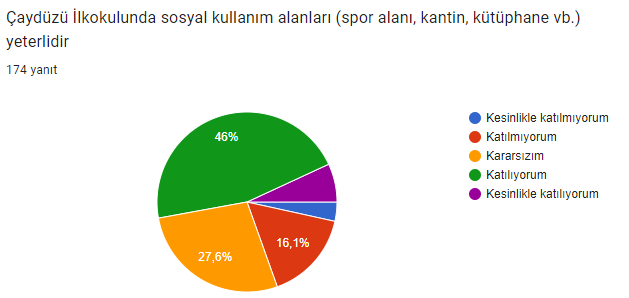 Çaydüzü İlkokulunda sosyal kullanım alanları (spor alanı, kantin, kütüphane vb.)
yeterlidir
174 yanıt
46%
27,6%
16,1%
Kesinlikle katılmıyorum
Katılmıyorum
Kararsızım
Katılıyorum
Kesinlikle katılıyorum